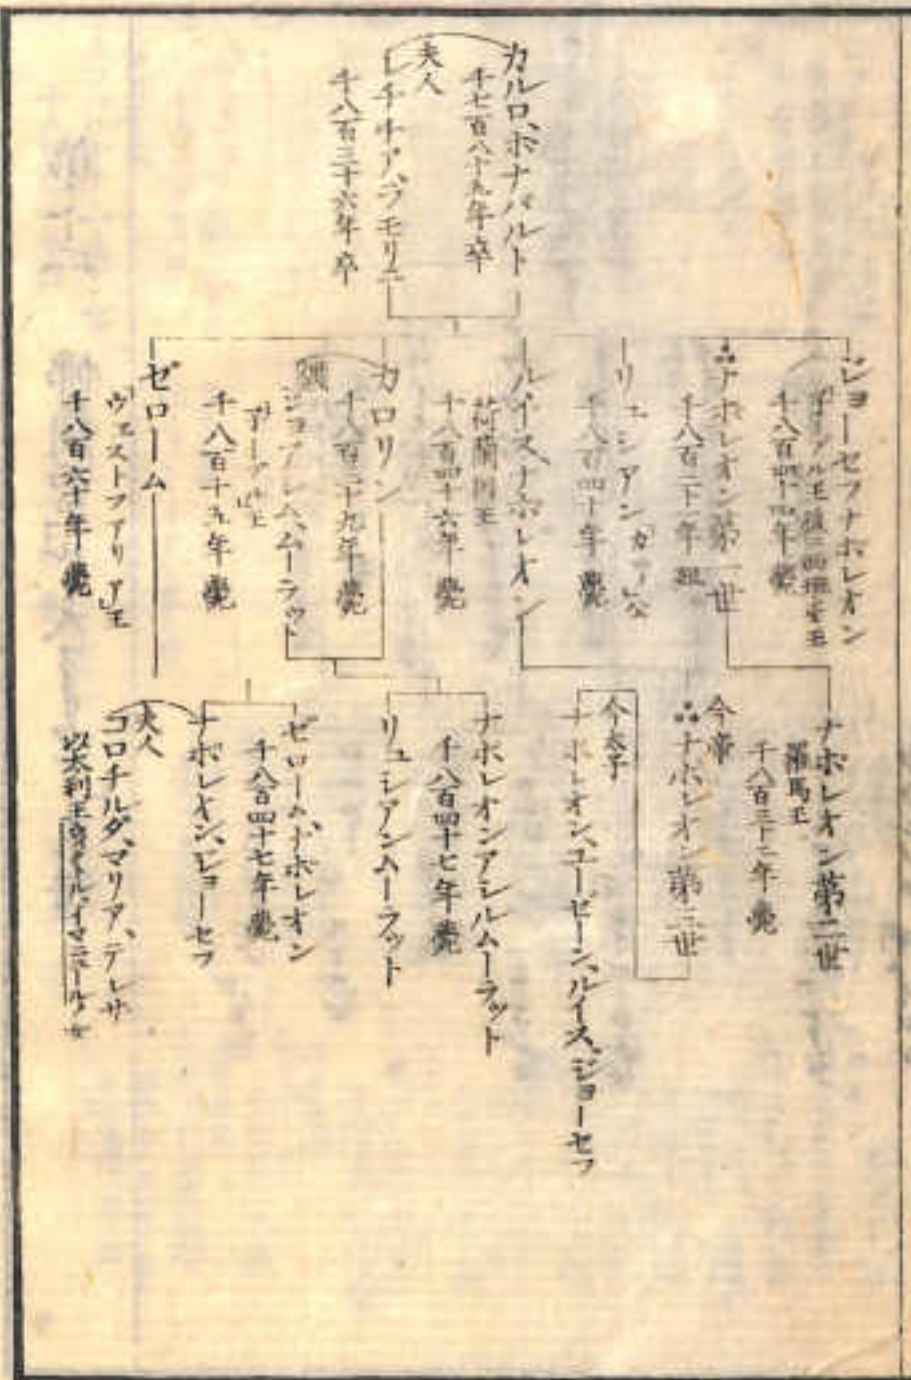 カルロ、ボナパルト
千七百八十五年卒
夫人
レチチア、ラモリニ
千八百三十六年卒
ジョーセフナポレオン
千八百四十四年薨
ナポレオン第一世
千八百二十一年殂
リュシアン
千八百四十年薨
ルイスナポレオン
荷蘭国王
千八百四十六年薨
カロリン
千八百三十九年薨
千八百十五年薨
ゼローム
ヴェストファリア王
千八百六十年薨
ナポレオン第二世
羅馬王
千八百三十二年薨
今帝
ナポレオン第三世
今太子
ナポレオン、ユーゼーン、ルイス、ジョーセフ
ナポレオンアシルムーラット
千八百四十七年薨
リュシアンムーラット
ゼローム、ナポレオン
千八百四十七年薨
ナポレオン、ジョーセフ
夫人
コロチルダ、マリア、テレサ
以太利王